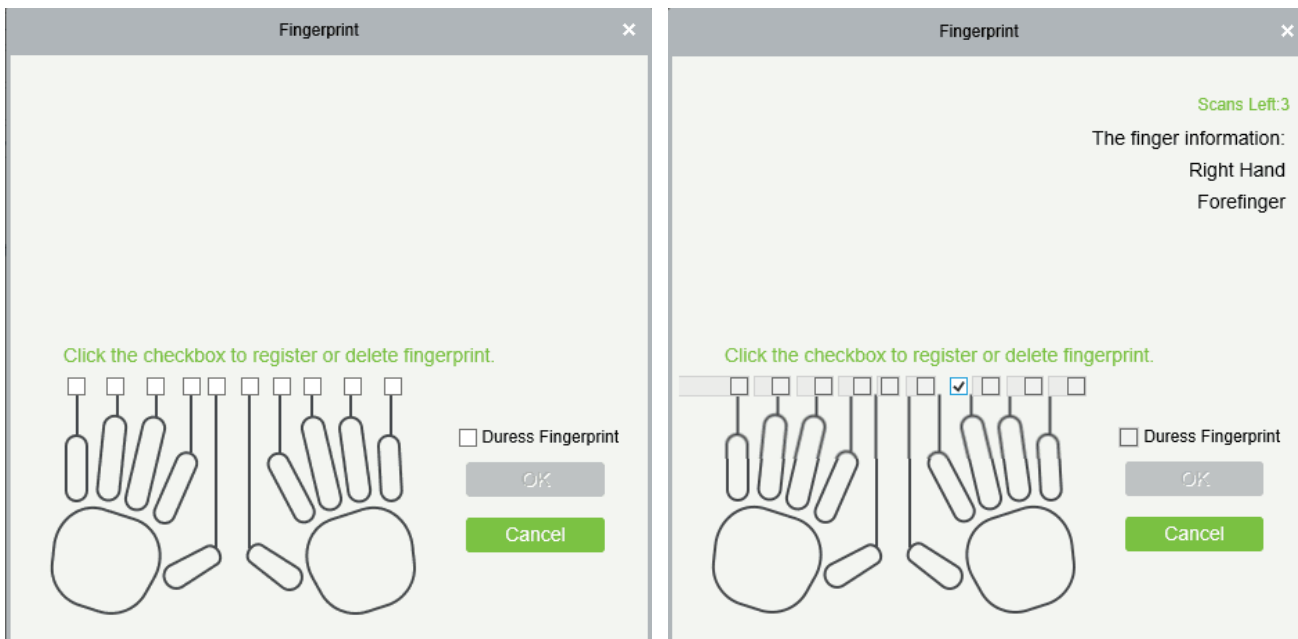 Fingerprint
Click the checkbox to register or delete fingerprint.
Duress Fingerprint
OK
Cancel
Fingerprint
Scans Left:3
The finger information:
Right Hand
Forefinger
Click the checkbox to register or delete fingerprint.
Duress Fingerprint
OK
Cancel